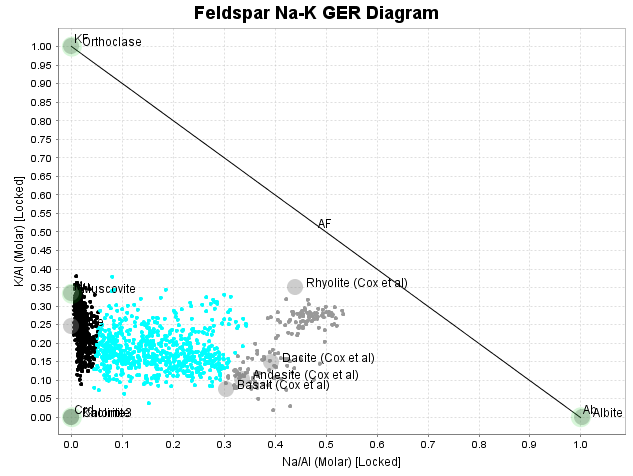 Feldspar Na-K GER Diagram
K/Al (Molar) [Locked]
1.00
0.95
0.90
0.85
0.80
0.75
0.70
0.65
0.60
0.55
0.50
0.45
0.40
0.35
0.30
0.25
0.20
0.15
0.10
0.05
0.00
Orthoclase
AF
Muscovite
Rhyolite (Cox et al)
Dacite (Cox et al)
Andesite (Cox et al)
Basalt (Cox et al)
Ab
Albite
0.0 0.1 0.2 0.3 0.4 0.5 0.6 0.7 0.8 0.9 1.0
Na/Al (Molar) [Locked]